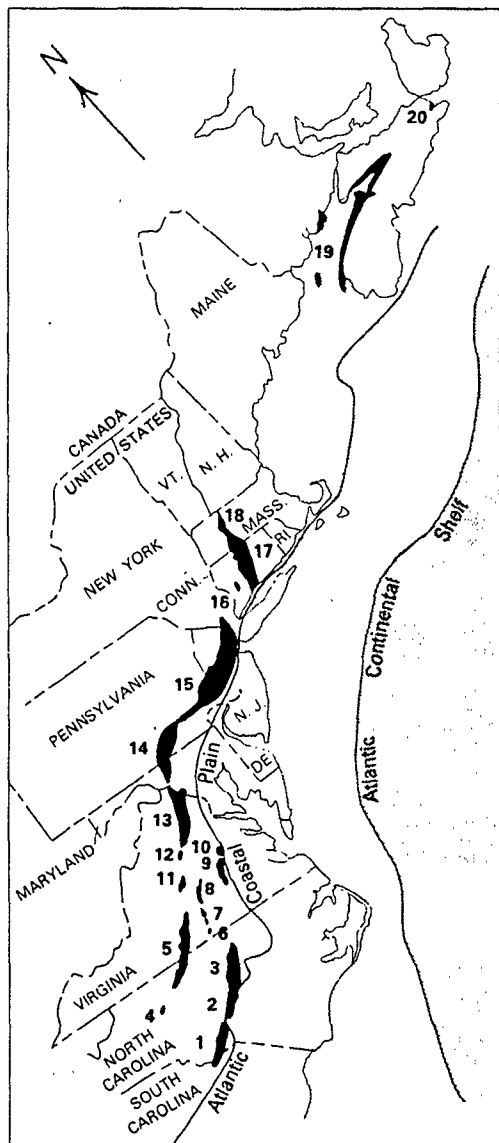 N
20
19
MAINE
CANADA
UNITED STATES
VT.
N.H.
18
MASS.
17
RI
NEW YORK
CONN.
16
15
PENNSYLVANIA
N.J.
14
DE
Plain
13
MARYLAND
12
10
9
11
8
7
6
5
Coastal
VIRGINIA
3
4
2
1
NORTH
CAROLINA
SOUTH
CAROLINA
Atlantic
Atlantic
Continental
Shelf